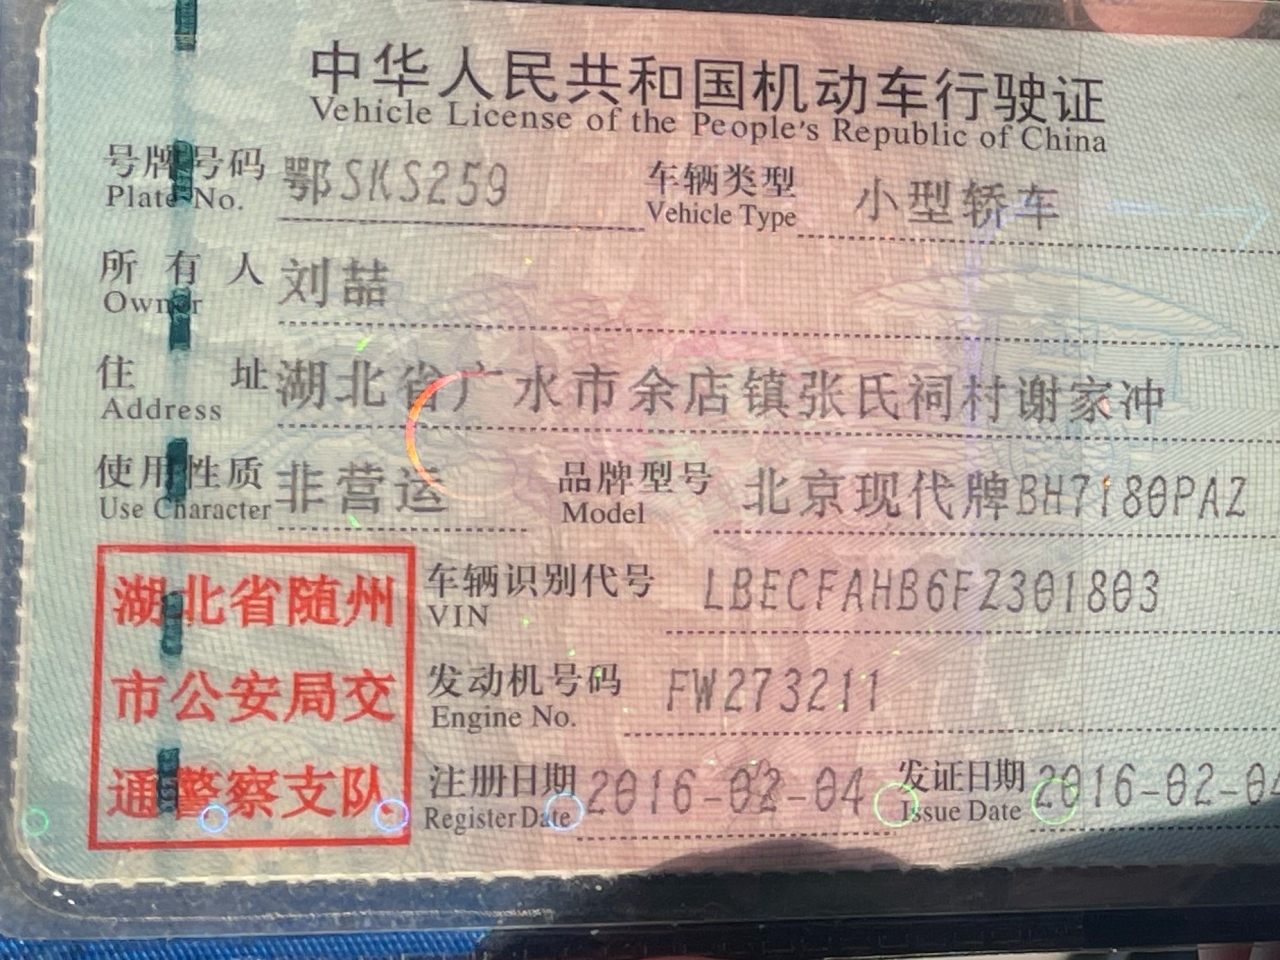 中华人民共和国机动车行驶证
Vehicle License of the People's Republic of China
号牌号码 鄂SKS259 车辆类型 小型轿车
Plate No. Vehicle Type
所有人 刘喆
Owner
住址 湖北省广水市余店镇张氏祠村谢家冲
Address
使用性质 非营运 品牌型号 北京现代牌BH7180PAZ
Use Character Model
湖北省随州
市公安局交
通警察支队
车辆识别代号 LBECFAHB6FZ301803
VIN
发动机号码 FW273211
Engine No.
注册日期 2016-02-04 发证日期 2016-02-04
Register Date Issue Date